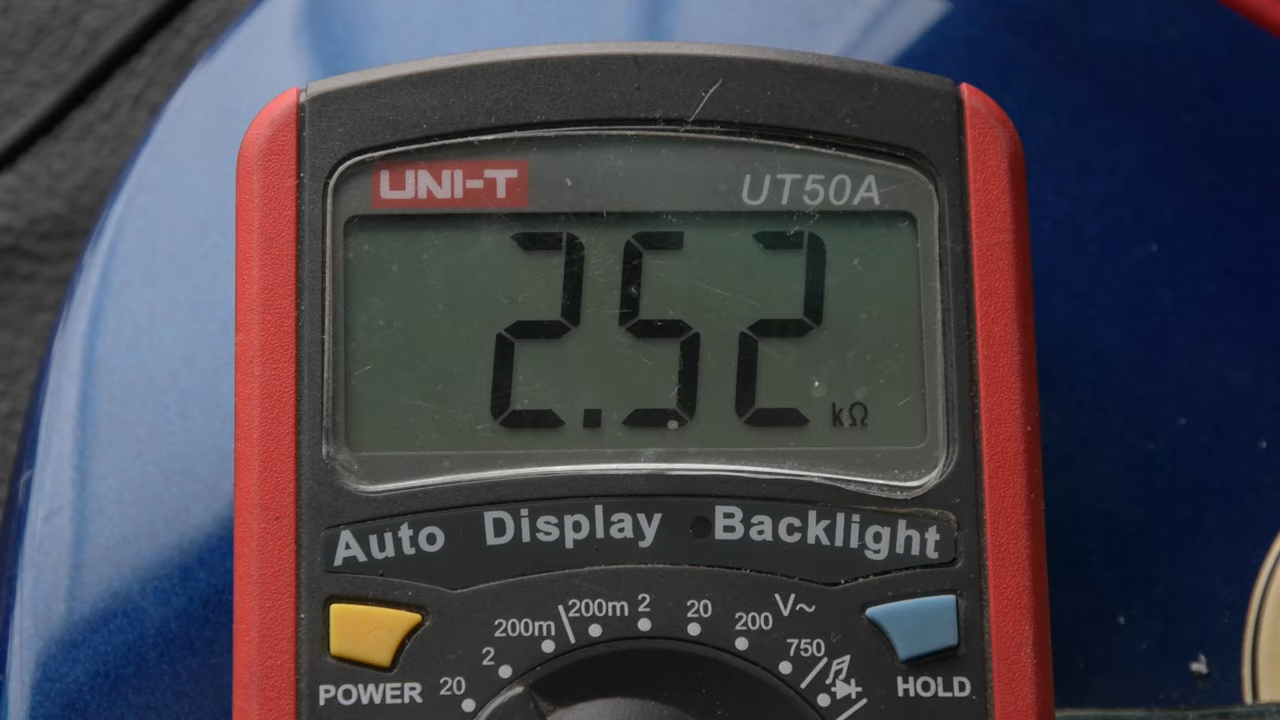 UNI-T UT50A
2.52 kΩ
Auto Display Backlight
200m 2 20 200 V~
200m
2
20
750
POWER
HOLD